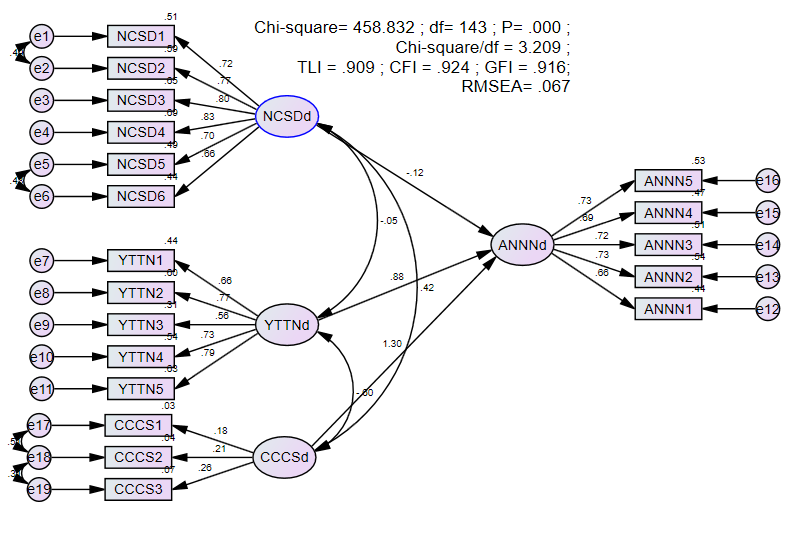 Chi-square= 458.832 ; df= 143 ; P= .000 ;
Chi-square/df = 3.209 ;
TLI = .909 ; CFI = .924 ; GFI = .916;
RMSEA= .067
.51
e1 NCSD1
e2 NCSD2
e3 NCSD3
e4 NCSD4
e5 NCSD5
.44
e6 NCSD6
.72
.77
.80
.83
.70
.66
NCSDd
-.12
-.05
.42
.88
1.30
ANNNd
.44
e7 YTTN1
e8 YTTN2
e9 YTTN3
e10 YTTN4
e11 YTTN5
.66
.77
.56
.73
.79
YTTNd
.03
e17 CCCS1
.04
e18 CCCS2
.07
e19 CCCS3
.18
.21
.26
CCCSd
.73
.69
.72
.73
.66
.53
ANNN5 e16
.47
ANNN4 e15
.51
ANNN3 e14
.54
ANNN2 e13
.44
ANNN1 e12